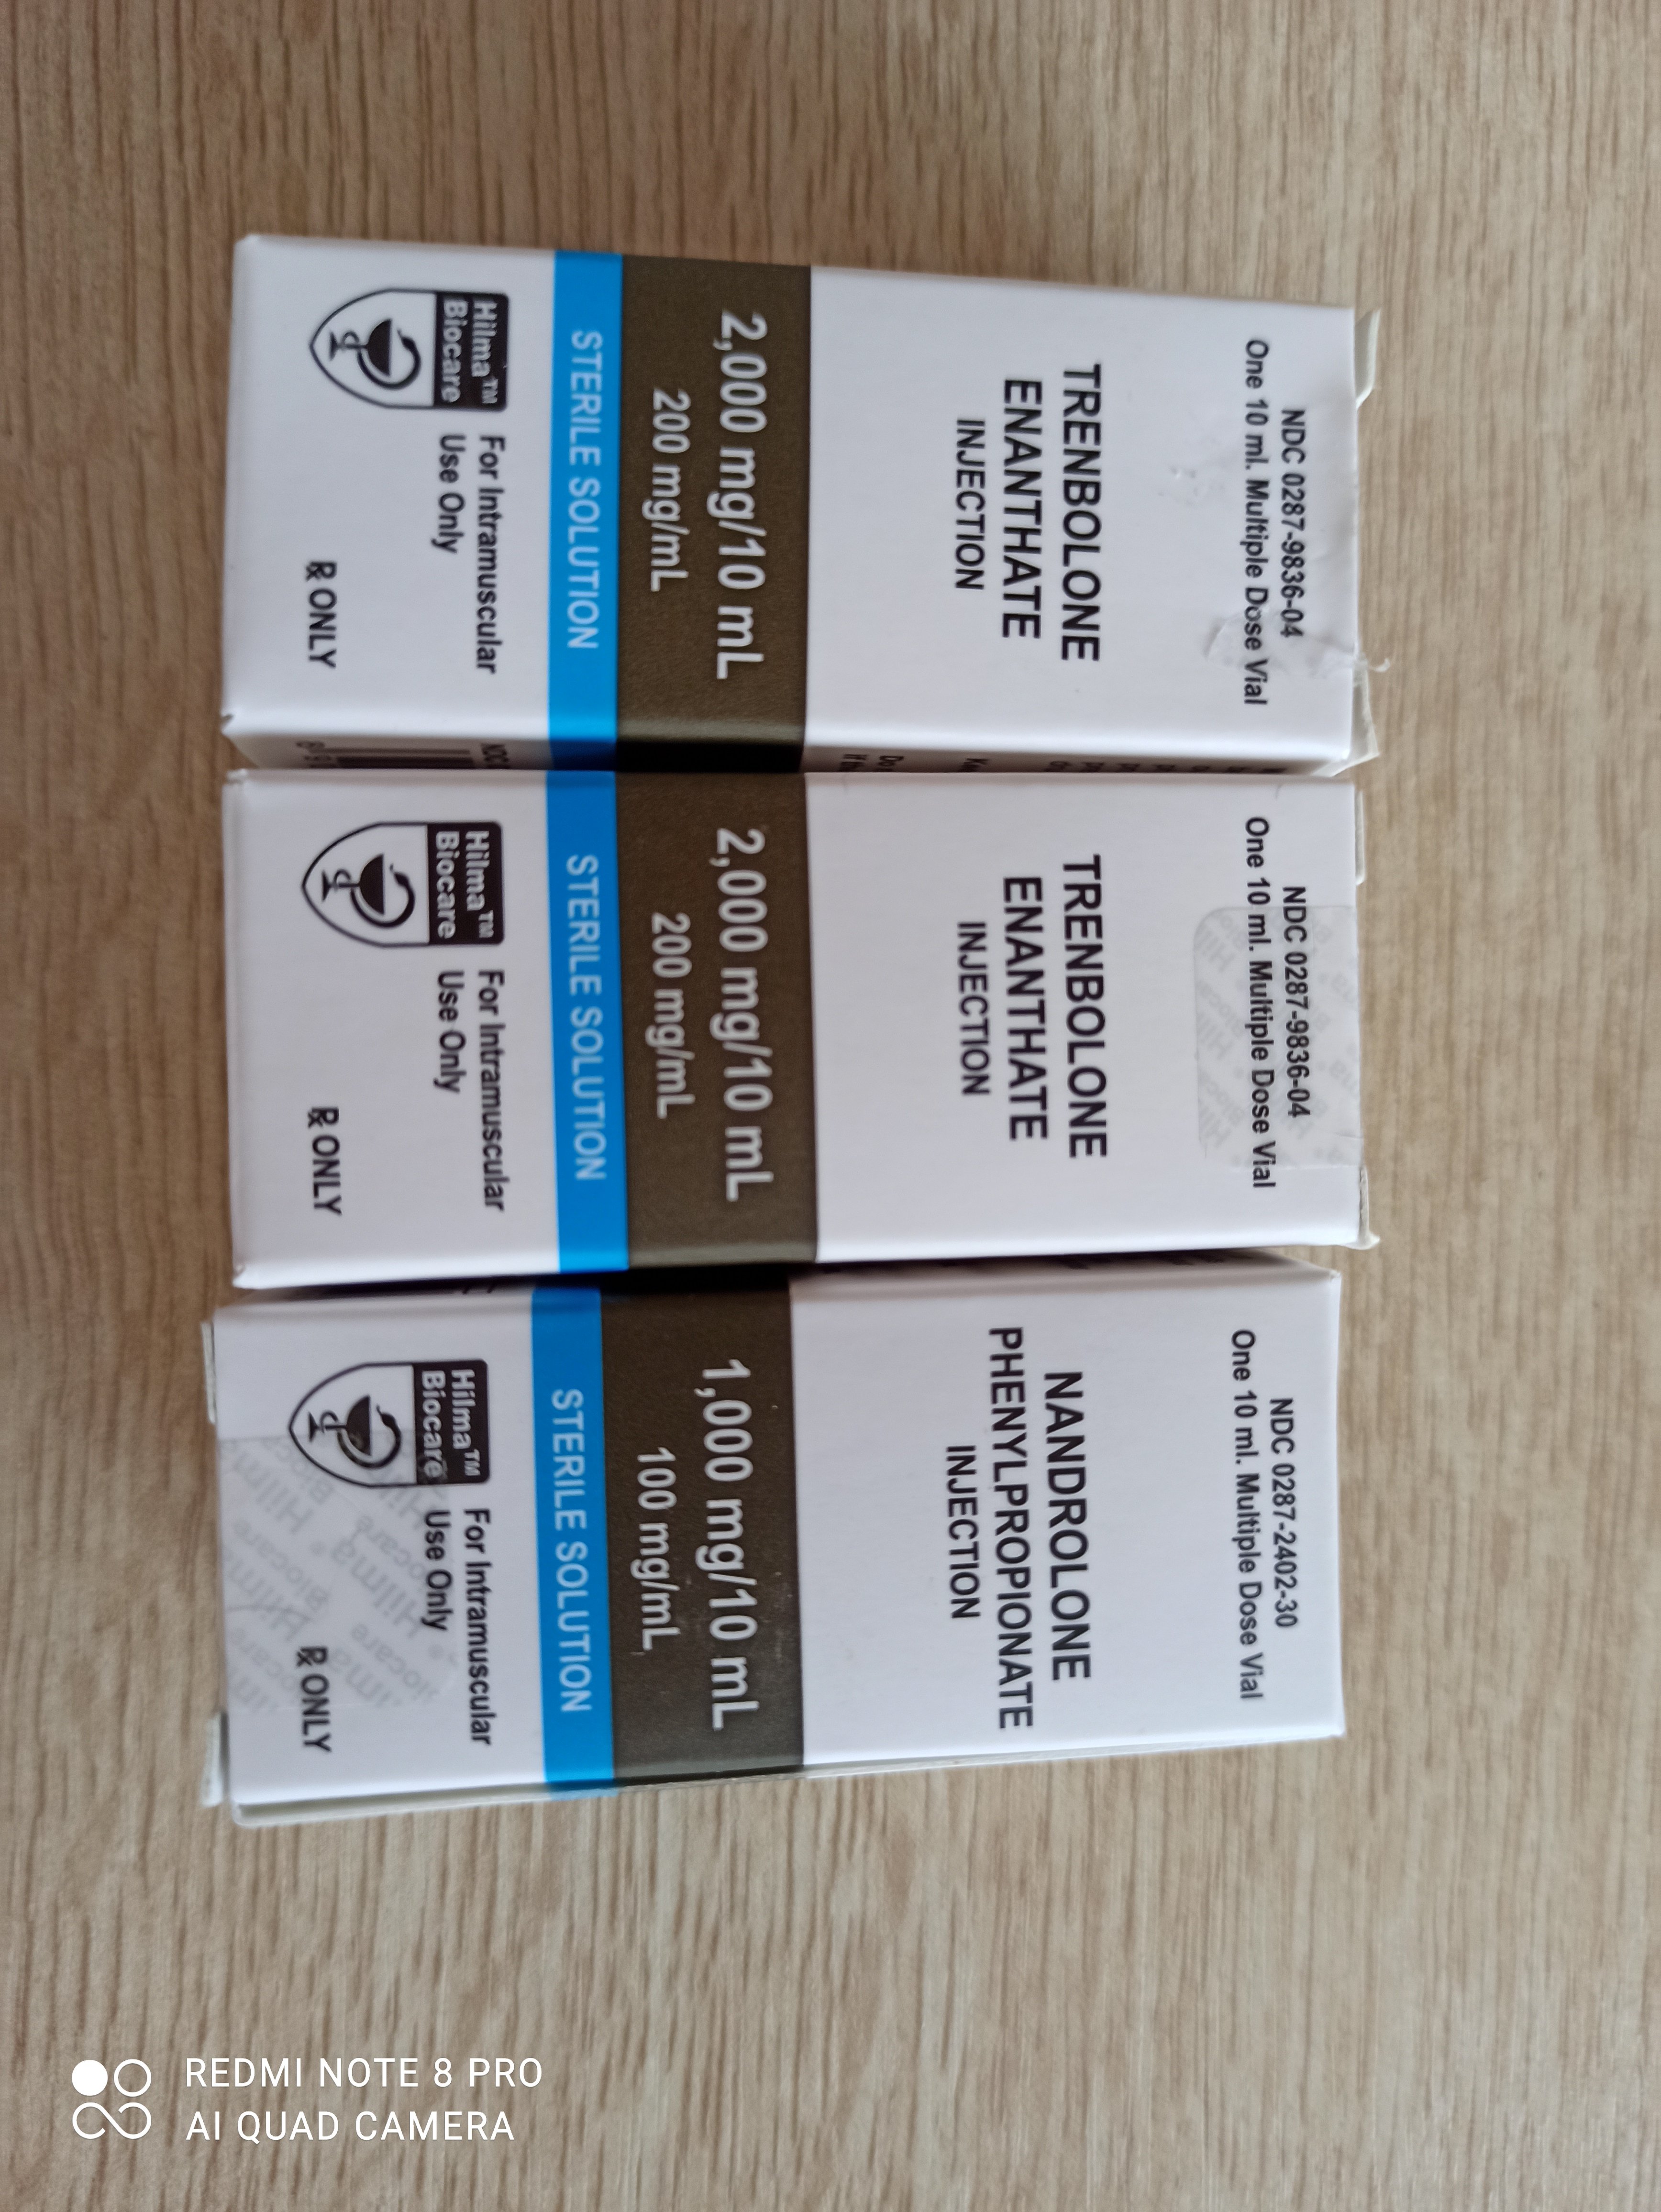 NDC 0287-9836-04
One 10 ml. Multiple Dose Vial
TRENBOLONE
ENANTHATE
INJECTION
2,000 mg/10 mL
200 mg/mL
STERILE SOLUTION
Hilma™
Biocare
For Intramuscular
Use Only
℞ ONLY
NDC 0287-9836-04
One 10 ml. Multiple Dose Vial
TRENBOLONE
ENANTHATE
INJECTION
2,000 mg/10 mL
200 mg/mL
STERILE SOLUTION
Hilma™
Biocare
For Intramuscular
Use Only
℞ ONLY
NDC 0287-2402-30
One 10 ml. Multiple Dose Vial
NANDROLONE
PHENYLPROPIONATE
INJECTION
1,000 mg/10 mL
100 mg/mL
STERILE SOLUTION
Hilma™
Biocare
For Intramuscular
Use Only
℞ ONLY
REDMI NOTE 8 PRO
AI QUAD CAMERA